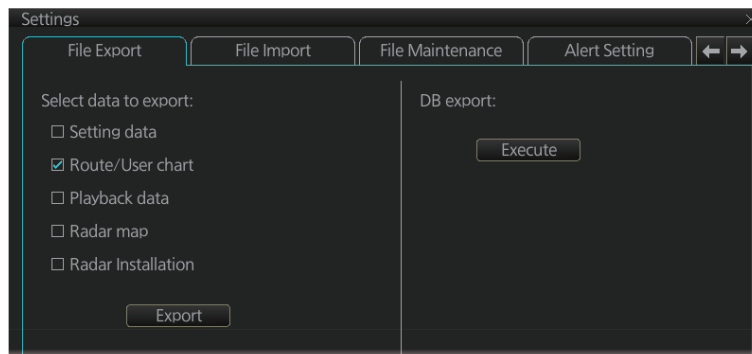 Settings
File Export
File Import
File Maintenance
Alert Setting
Select data to export:
Setting data
Route/User chart
Playback data
Radar map
Radar Installation
Export
DB export:
Execute